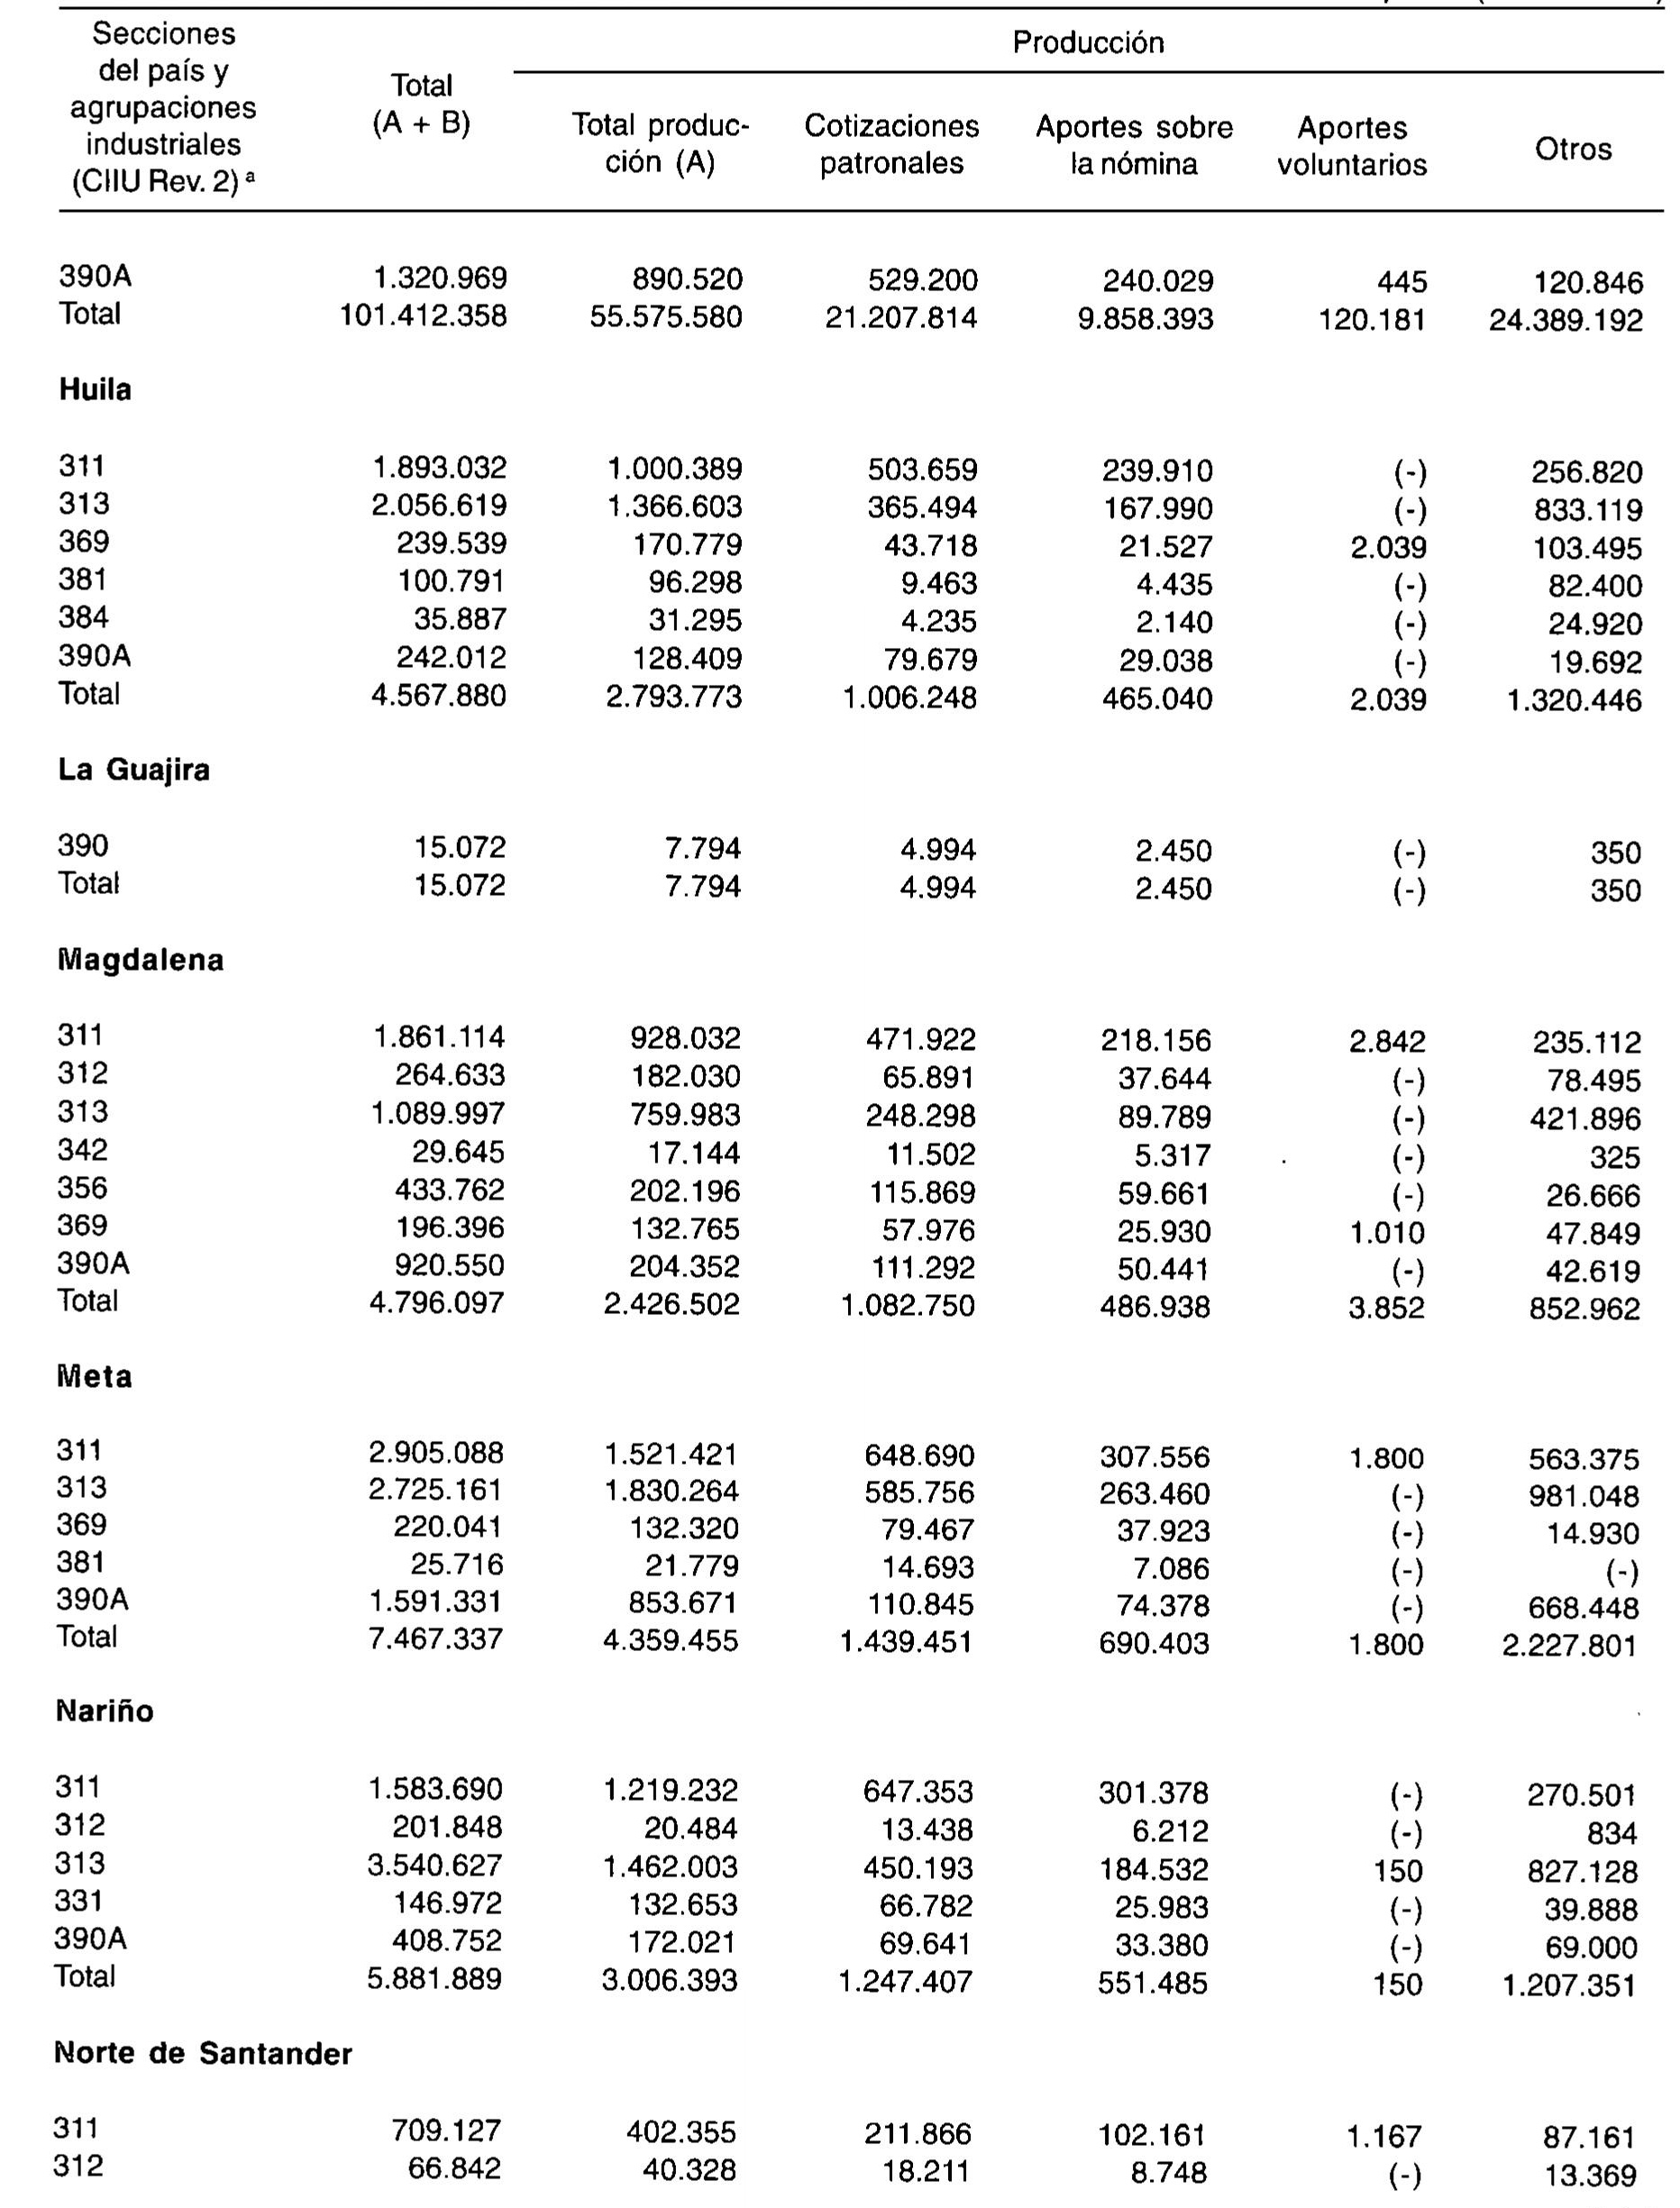 Secciones del país y agrupaciones industriales (CIIU Rev. 2) a Total (A + B) Producción
Total produc-ción (A) Cotizaciones patronales Aportes sobre la nómina Aportes voluntarios Otros
390A 1.320.969 890.520 529.200 240.029 445 120.846
Total 101.412.358 55.575.580 21.207.814 9.858.393 120.181 24.389.192
Huila
311 1.893.032 1.000.389 503.659 239.910 (-) 256.820
313 2.056.619 1.366.603 365.494 167.990 (-) 833.119
369 239.539 170.779 43.718 21.527 2.039 103.495
381 100.791 96.298 9.463 4.435 (-) 82.400
384 35.887 31.295 4.235 2.140 (-) 24.920
390A 242.012 128.409 79.679 29.038 (-) 19.692
Total 4.567.880 2.793.773 1.006.248 465.040 2.039 1.320.446
La Guajira
390 15.072 7.794 4.994 2.450 (-) 350
Total 15.072 7.794 4.994 2.450 (-) 350
Magdalena
311 1.861.114 928.032 471.922 218.156 2.842 235.112
312 264.633 182.030 65.891 37.644 (-) 78.495
313 1.089.997 759.983 248.298 89.789 (-) 421.896
342 29.645 17.144 11.502 5.317 (-) 325
356 433.762 202.196 115.869 59.661 (-) 26.666
369 196.396 132.765 57.976 25.930 1.010 47.849
390A 920.550 204.352 111.292 50.441 (-) 42.619
Total 4.796.097 2.426.502 1.082.750 486.938 3.852 852.962
Meta
311 2.905.088 1.521.421 648.690 307.556 1.800 563.375
313 2.725.161 1.830.264 585.756 263.460 (-) 981.048
369 220.041 132.320 79.467 37.923 (-) 14.930
381 25.716 21.779 14.693 7.086 (-) (-)
390A 1.591.331 853.671 110.845 74.378 (-) 668.448
Total 7.467.337 4.359.455 1.439.451 690.403 1.800 2.227.801
Nariño
311 1.583.690 1.219.232 647.353 301.378 (-) 270.501
312 201.848 20.484 13.438 6.212 (-) 834
313 3.540.627 1.462.003 450.193 184.532 150 827.128
331 146.972 132.653 66.782 25.983 (-) 39.888
390A 408.752 172.021 69.641 33.380 (-) 69.000
Total 5.881.889 3.006.393 1.247.407 551.485 150 1.207.351
Norte de Santander
311 709.127 402.355 211.866 102.161 1.167 87.161
312 66.842 40.328 18.211 8.748 (-) 13.369